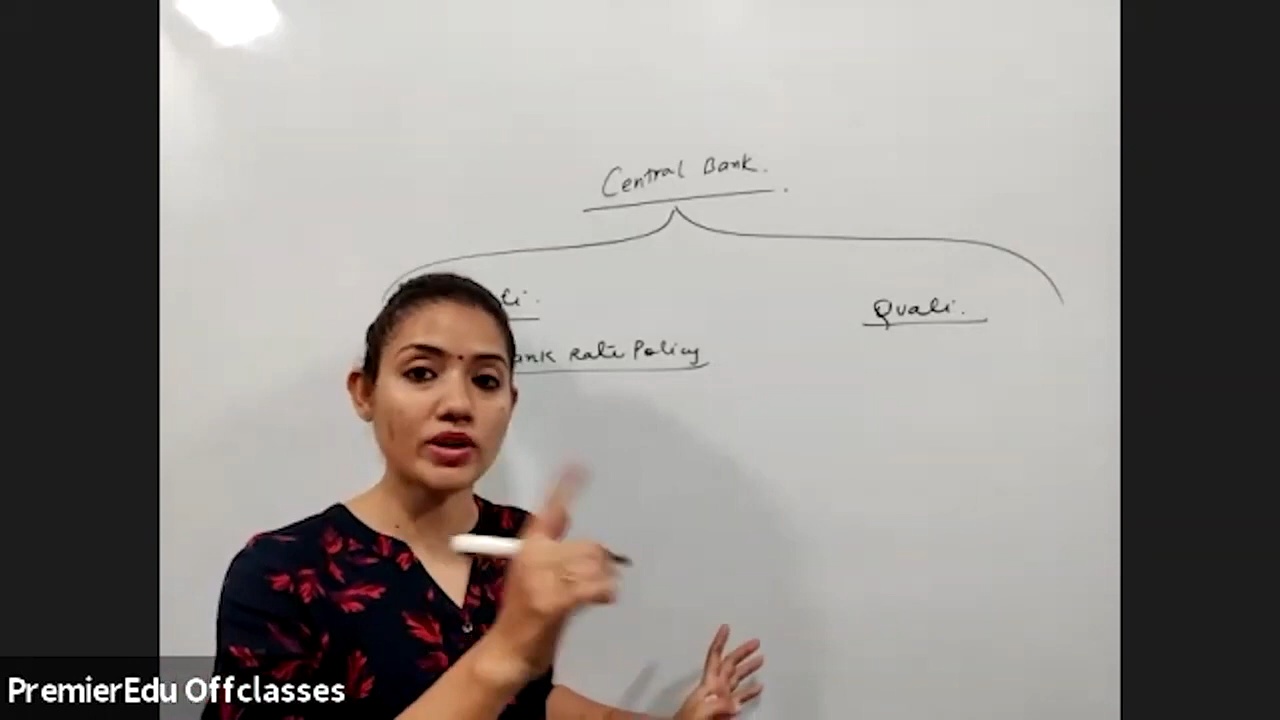 Central Bank.
Quali.
Rate Policy
PremierEdu Offclasses